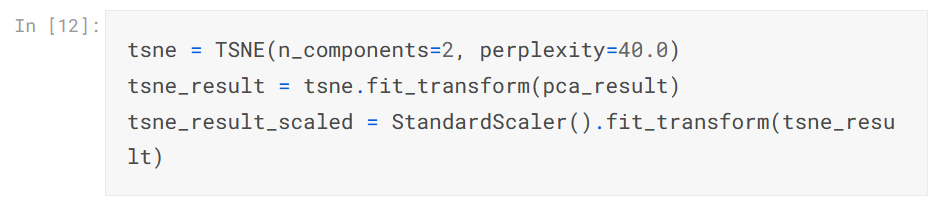 In [12]:
tsne = TSNE(n_components=2, perplexity=40.0)
tsne_result = tsne.fit_transform(pca_result)
tsne_result_scaled = StandardScaler().fit_transform(tsne_resu
lt)